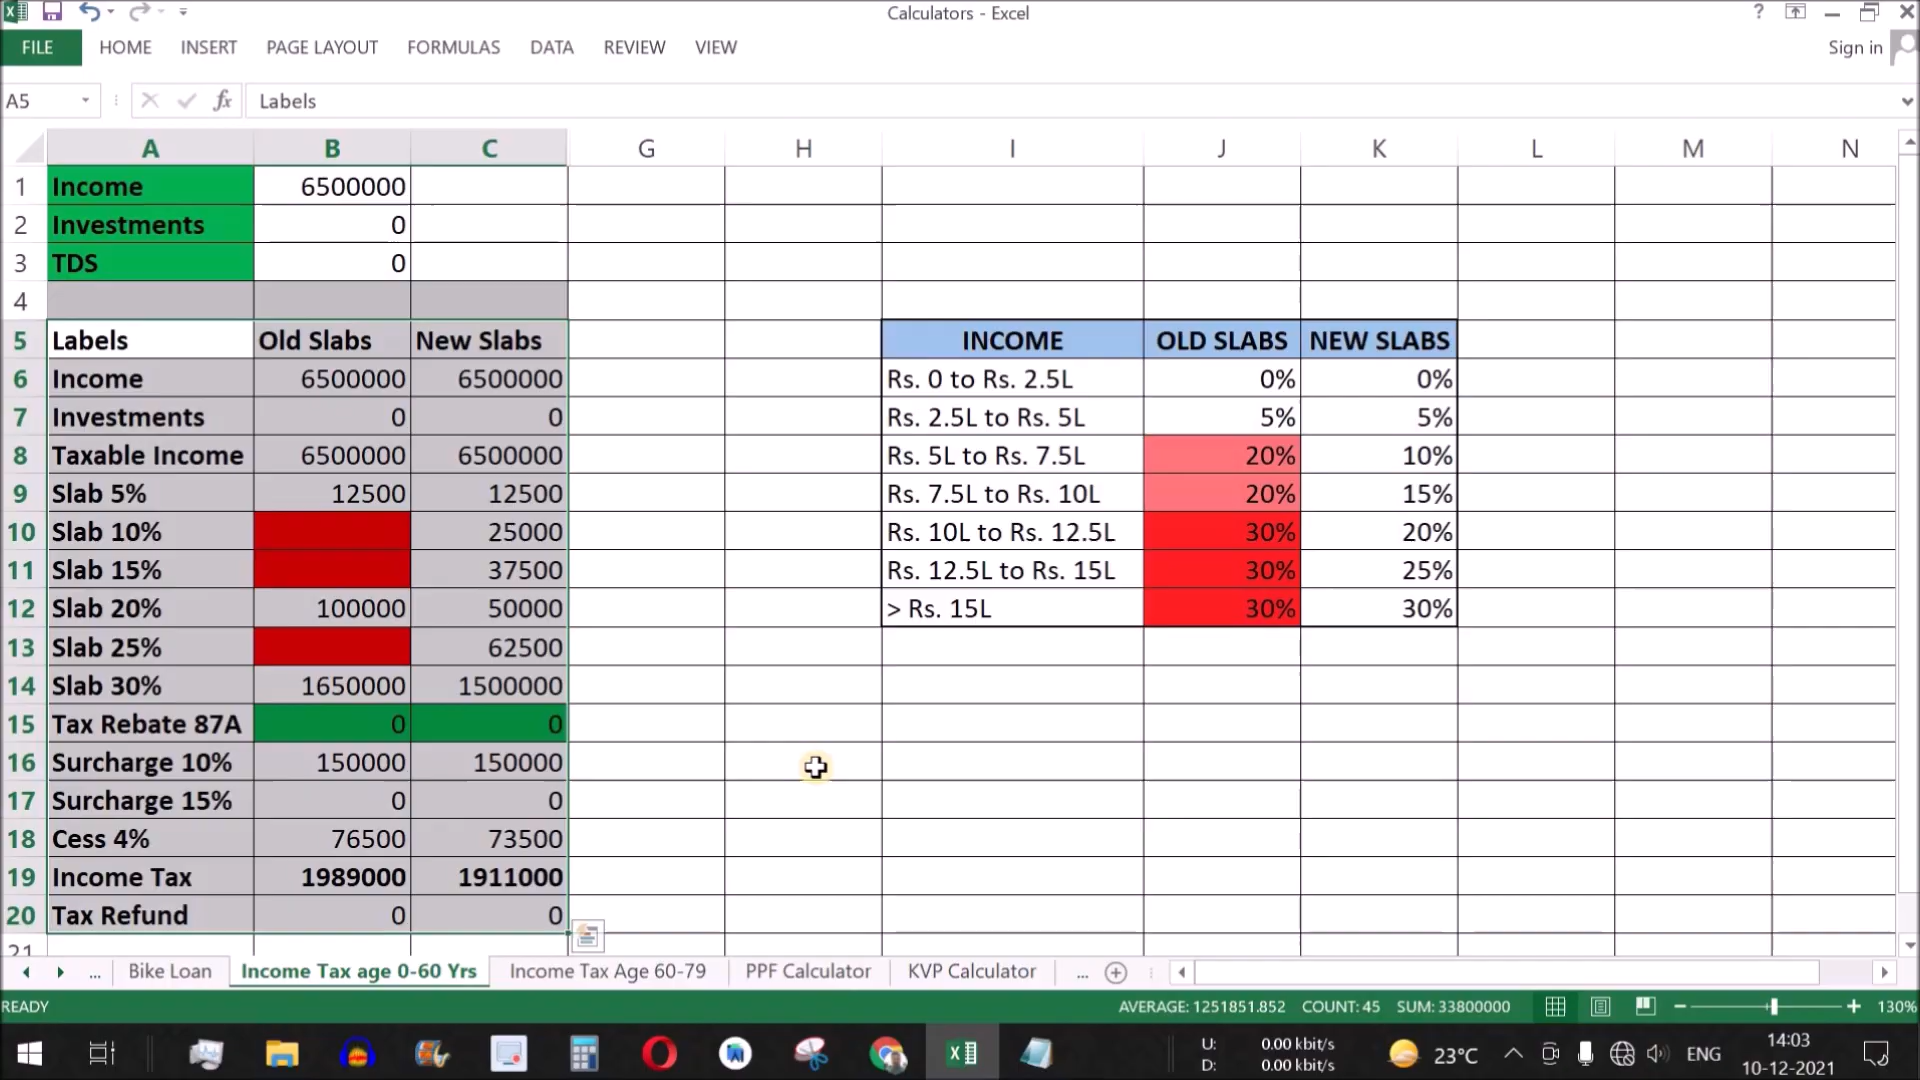 Calculators - Excel
?
FILE HOME INSERT PAGE LAYOUT FORMULAS DATA REVIEW VIEW Sign in
A5 fx Labels
A B C G H I J K L M N
1 Income 6500000
2 Investments 0
3 TDS 0
4
5 Labels Old Slabs New Slabs INCOME OLD SLABS NEW SLABS
6 Income 6500000 6500000 Rs. 0 to Rs. 2.5L 0% 0%
7 Investments 0 0 Rs. 2.5L to Rs. 5L 5% 5%
8 Taxable Income 6500000 6500000 Rs. 5L to Rs. 7.5L 20% 10%
9 Slab 5% 12500 12500 Rs. 7.5L to Rs. 10L 20% 15%
10 Slab 10% 25000 Rs. 10L to Rs. 12.5L 30% 20%
11 Slab 15% 37500 Rs. 12.5L to Rs. 15L 30% 25%
12 Slab 20% 100000 50000 > Rs. 15L 30% 30%
13 Slab 25% 62500
14 Slab 30% 1650000 1500000
15 Tax Rebate 87A 0 0
16 Surcharge 10% 150000 150000
17 Surcharge 15% 0 0
18 Cess 4% 76500 73500
19 Income Tax 1989000 1911000
20 Tax Refund 0 0
21
... Bike Loan Income Tax age 0-60 Yrs Income Tax Age 60-79 PPF Calculator KVP Calculator ...
READY AVERAGE: 1251851.852 COUNT: 45 SUM: 33800000 130%
U: 0.00 kbit/s
D: 0.00 kbit/s
23°C ENG
14:03
10-12-2021